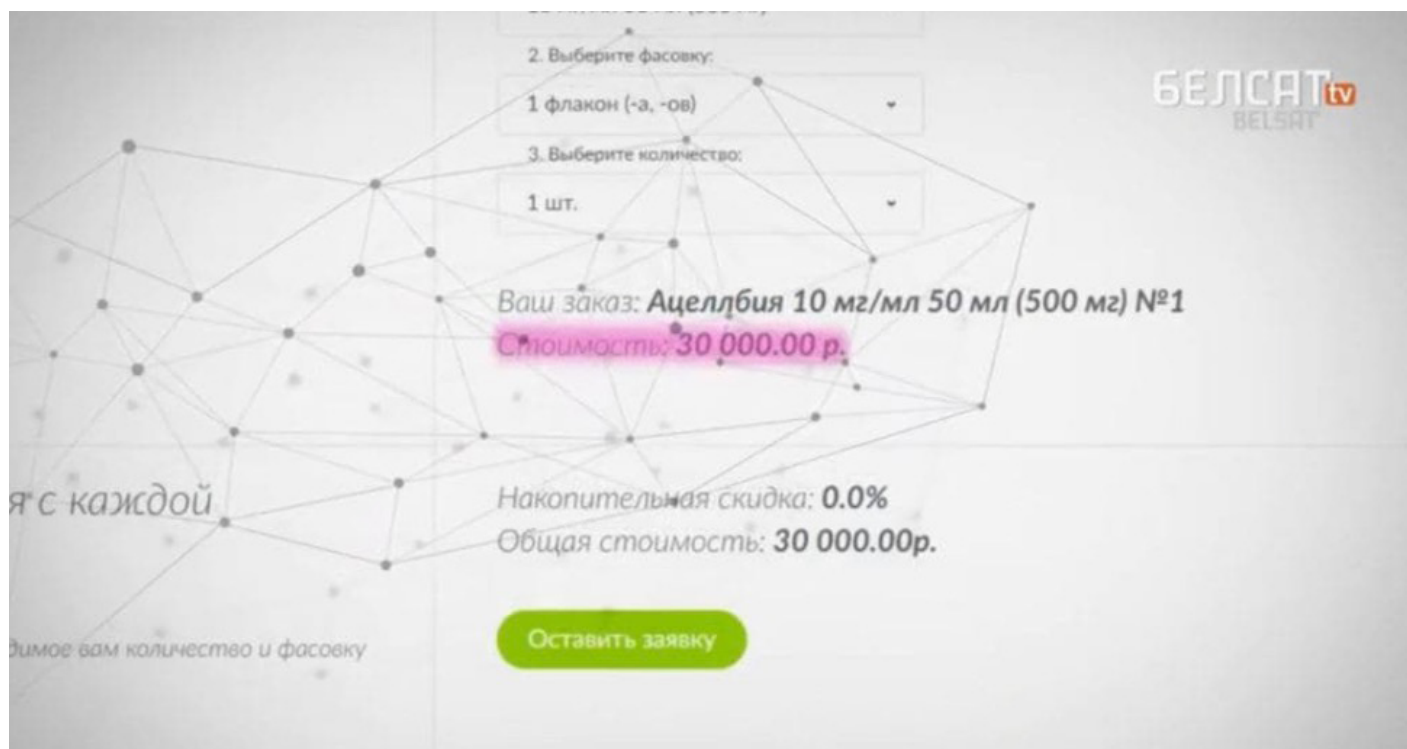 2. Выберите фасовку:
1 флакон (-а, -ов)
3. Выберите количество:
1 шт.
БЕЛСАТ tv
BELSAT
Ваш заказ: Ацеллбия 10 мг/мл 50 мл (500 мг) №1
Стоимость: 30 000.00 р.
я с каждой
Накопительная скидка: 0.0%
Общая стоимость: 30 000.00р.
Оставить заявку
димое вам количество и фасовку